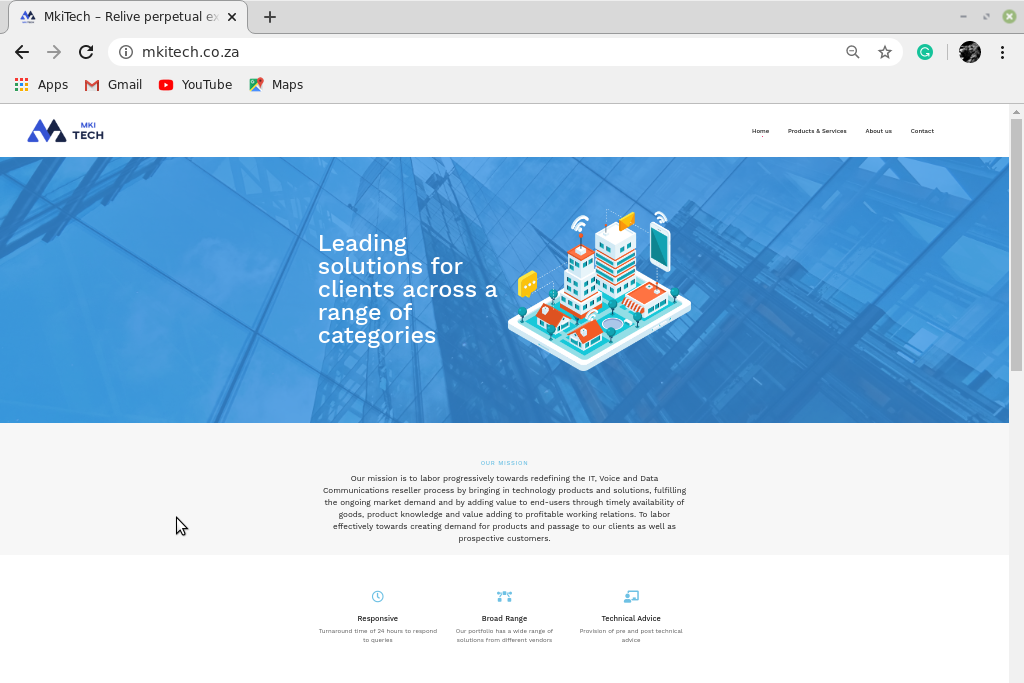 MkiTech – Relive perpetual ex
mkitech.co.za
Apps
Gmail
YouTube
Maps
MKI
TECH
Home
Products & Services
About us
Contact
Leading
solutions for
clients across a
range of
categories
OUR MISSION
Our mission is to labor progressively towards redefining the IT, Voice and Data
Communications reseller process by bringing in technology products and solutions, fulfilling
the ongoing market demand and by adding value to end-users through timely availability of
goods, product knowledge and value adding to profitable working relations. To labor
effectively towards creating demand for products and passage to our clients as well as
prospective customers.
Responsive
Turnaround time of 24 hours to respond
to queries
Broad Range
Our portfolio has a wide range of
solutions from different vendors
Technical Advice
Provision of pre and post technical
advice